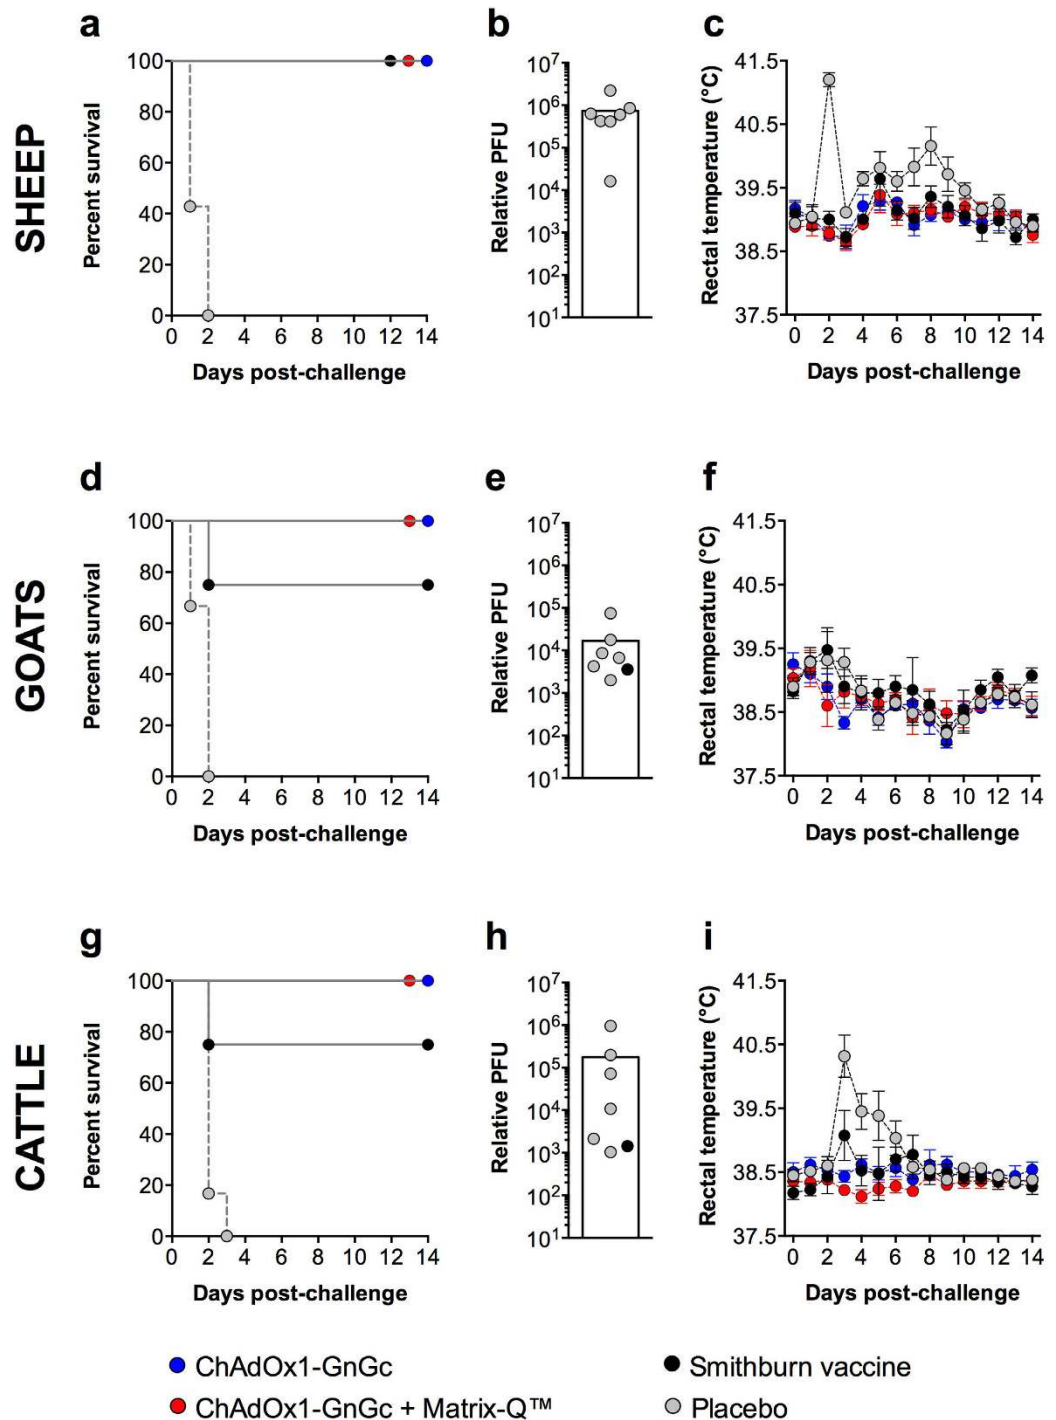 SHEEP
a
Percent survival
100
80
60
40
20
0
0 2 4 6 8 10 12 14
Days post-challenge
b
Relative PFU
10⁷
10⁶
10⁵
10⁴
10³
10²
10¹
c
Rectal temperature (°C)
41.5
40.5
39.5
38.5
37.5
0 2 4 6 8 10 12 14
Days post-challenge
GOATS
d
Percent survival
100
80
60
40
20
0
0 2 4 6 8 10 12 14
Days post-challenge
e
Relative PFU
10⁷
10⁶
10⁵
10⁴
10³
10²
10¹
f
Rectal temperature (°C)
41.5
40.5
39.5
38.5
37.5
0 2 4 6 8 10 12 14
Days post-challenge
CATTLE
g
Percent survival
100
80
60
40
20
0
0 2 4 6 8 10 12 14
Days post-challenge
h
Relative PFU
10⁷
10⁶
10⁵
10⁴
10³
10²
10¹
i
Rectal temperature (°C)
41.5
40.5
39.5
38.5
37.5
0 2 4 6 8 10 12 14
Days post-challenge
ChAdOx1-GnGc
Smithburn vaccine
ChAdOx1-GnGc + Matrix-Q™
Placebo